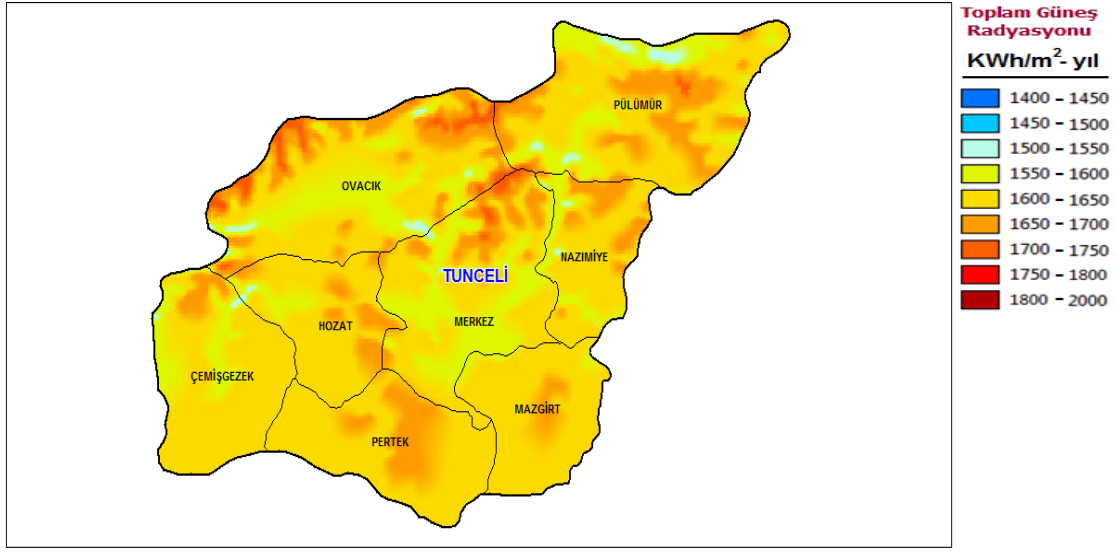 Toplam Güneş
Radyasyonu
KWh/m²- yıl
1400 - 1450
1450 - 1500
1500 - 1550
1550 - 1600
1600 - 1650
1650 - 1700
1700 - 1750
1750 - 1800
1800 - 2000
PÜLÜMÜR
OVACIK
NAZIMİYE
TUNCELİ
MERKEZ
HOZAT
ÇEMİŞGEZEK
MAZGİRT
PERTEK